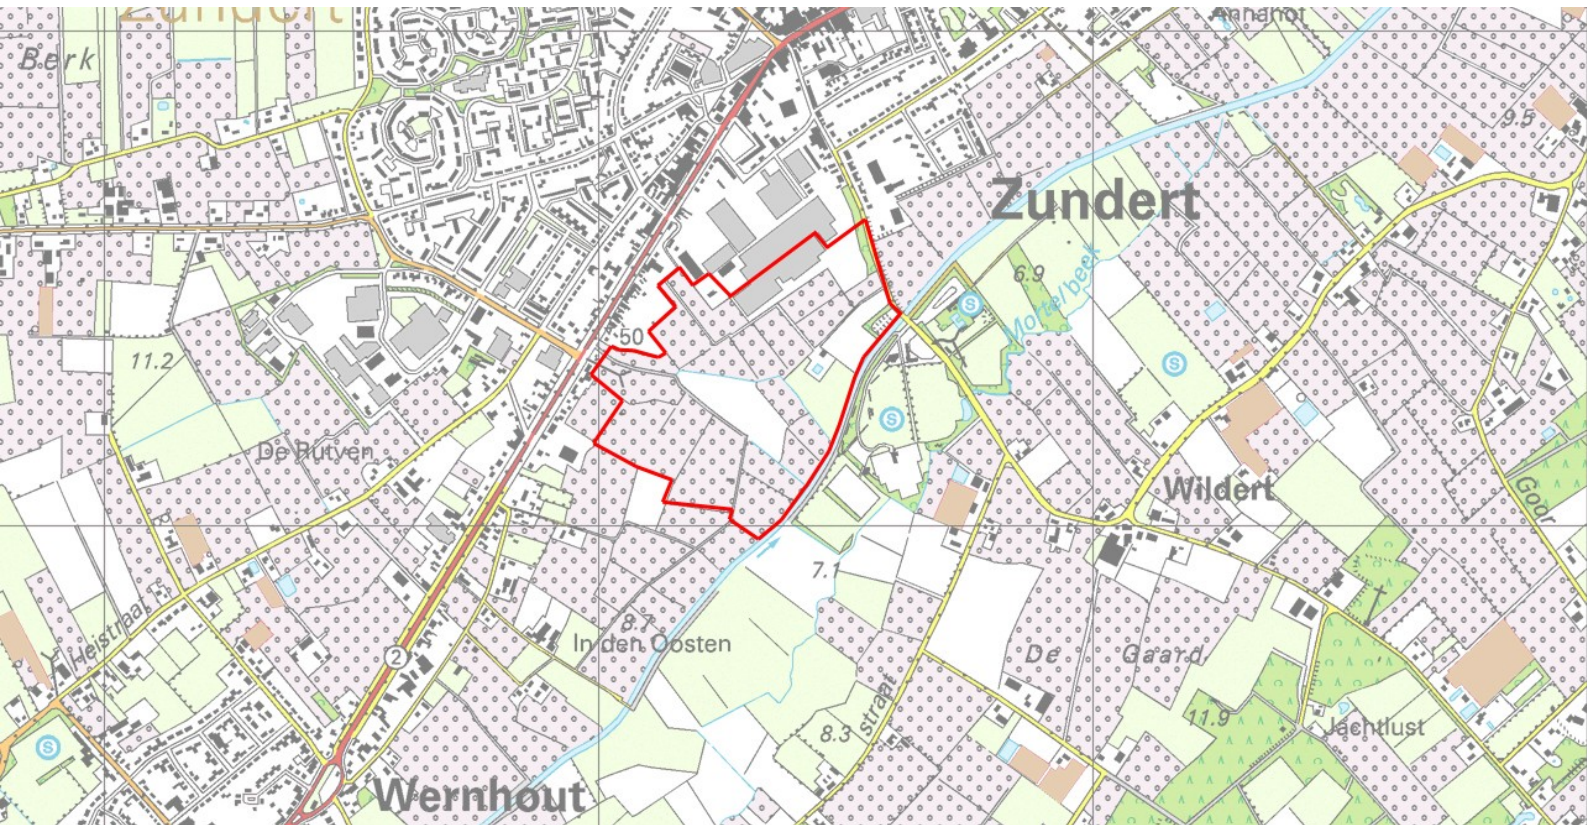 Zundert
Annahof
Berk
9.5
Zundert
6.9
Mortelbeek
S
50
11.2
S
S
De Rutven
Wildert
Goor
7.1
8.7
In den Oosten
Heistraat
2
De Gaard
straat
11.9
8.3
Jachtlust
S
Wernhout